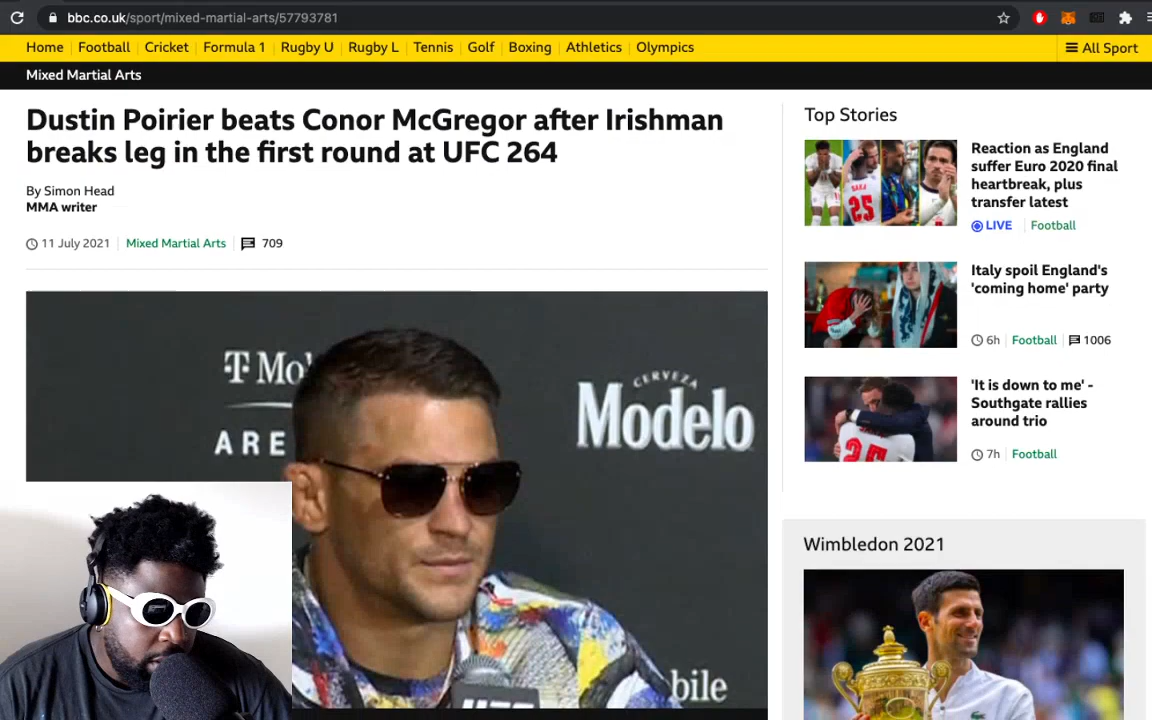 bbc.co.uk/sport/mixed-martial-arts/57793781
Home Football Cricket Formula 1 Rugby U Rugby L Tennis Golf Boxing Athletics Olympics All Sport
Mixed Martial Arts
Dustin Poirier beats Conor McGregor after Irishman
breaks leg in the first round at UFC 264
By Simon Head
MMA writer
11 July 2021 Mixed Martial Arts 709
T Mo
ARE
CERVEZA
Modelo
bile
UFC
Top Stories
Reaction as England
suffer Euro 2020 final
heartbreak, plus
transfer latest
LIVE Football
SAKA
25
Italy spoil England's
'coming home' party
6h Football 1006
'It is down to me' -
Southgate rallies
around trio
7h Football
25
Wimbledon 2021